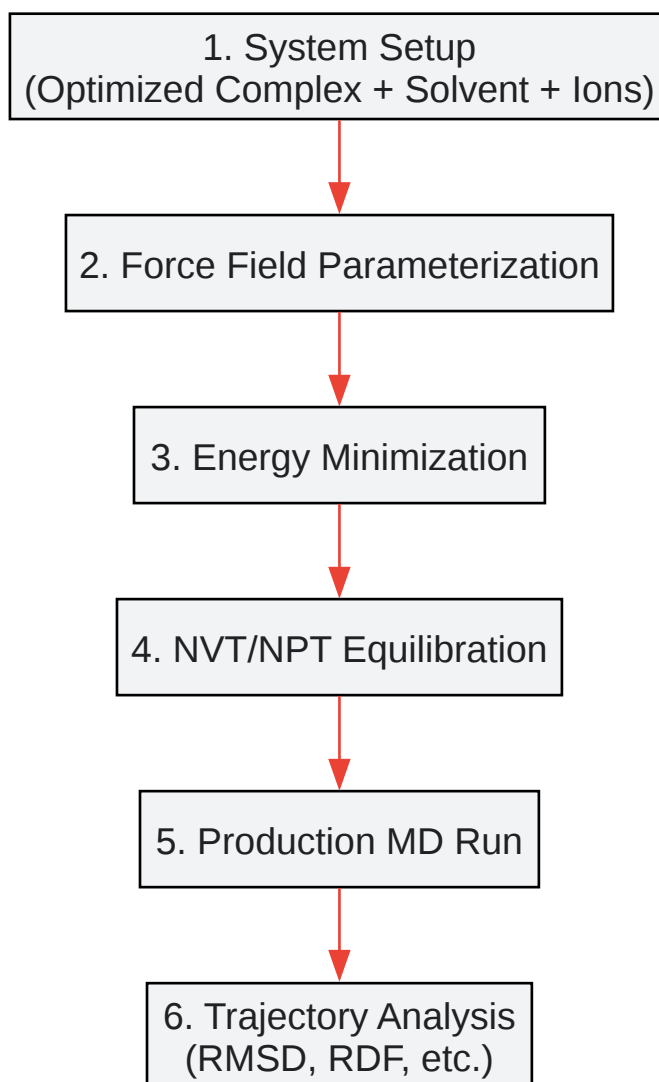 1. System Setup
(Optimized Complex + Solvent + Ions)
2. Force Field Parameterization
3. Energy Minimization
4. NVT/NPT Equilibration
5. Production MD Run
6. Trajectory Analysis
(RMSD, RDF, etc.)